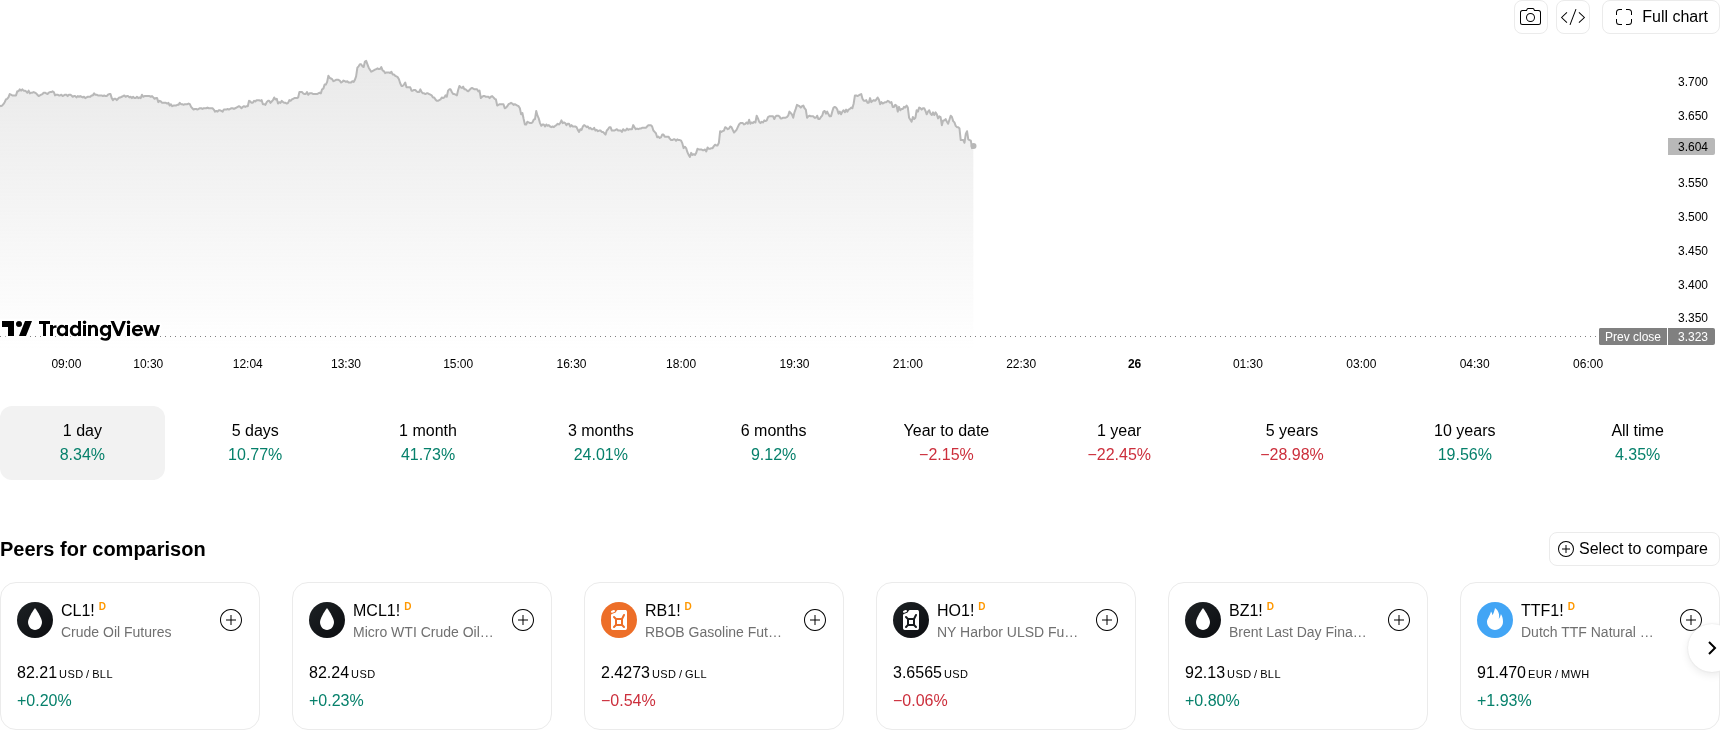 Full chart
3.700
3.650
3.604
3.550
3.500
3.450
3.400
3.350
TradingView
Prev close 3.323
09:00 10:30 12:04 13:30 15:00 16:30 18:00 19:30 21:00 22:30 26 01:30 03:00 04:30 06:00
1 day 5 days 1 month 3 months 6 months Year to date 1 year 5 years 10 years All time
8.34% 10.77% 41.73% 24.01% 9.12% −2.15% −22.45% −28.98% 19.56% 4.35%
Peers for comparison
Select to compare
CL1! D
Crude Oil Futures
82.21 USD / BLL
+0.20%
MCL1! D
Micro WTI Crude Oil…
82.24 USD
+0.23%
RB1! D
RBOB Gasoline Fut…
2.4273 USD / GLL
−0.54%
HO1! D
NY Harbor ULSD Fu…
3.6565 USD
−0.06%
BZ1! D
Brent Last Day Fina…
92.13 USD / BLL
+0.80%
TTF1! D
Dutch TTF Natural …
91.470 EUR / MWH
+1.93%